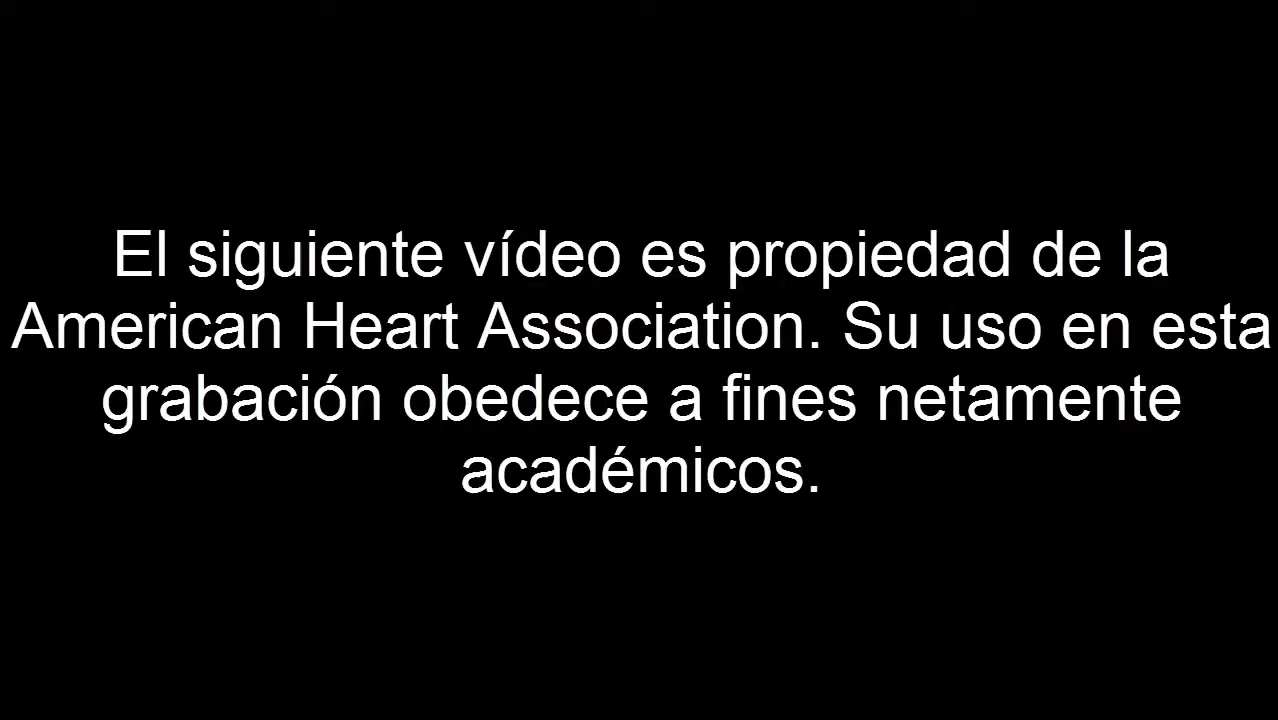 El siguiente vídeo es propiedad de la
American Heart Association. Su uso en esta
grabación obedece a fines netamente
académicos.